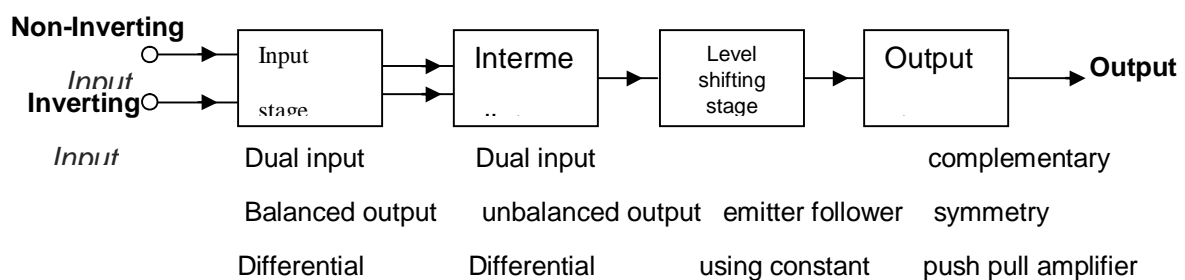 Non-Inverting
Input
Inverting
Input
Input
stage
Interme
Level
shifting
stage
Output
Output
Dual input
Balanced output
Differential
Dual input
unbalanced output
Differential
emitter follower
using constant
complementary
symmetry
push pull amplifier